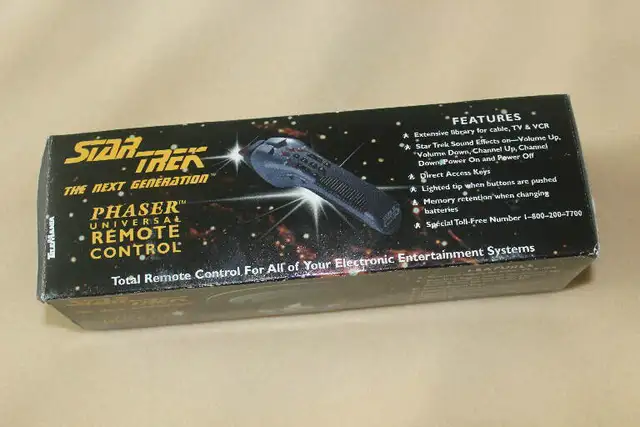 STAR TREK
THE NEXT GENERATION
PHASER™
UNIVERSAL
REMOTE
CONTROL
TELEMANIA
FEATURES
Extensive library for cable, TV & VCR
Star Trek Sound Effects on—Volume Up,
Volume Down, Channel Up, Channel
Down, Power On and Power Off
Direct Access Keys
Lighted tip when buttons are pushed
Memory retention when changing
batteries
Special Toll-Free Number 1-800-200-7700
Total Remote Control For All of Your Electronic Entertainment Systems